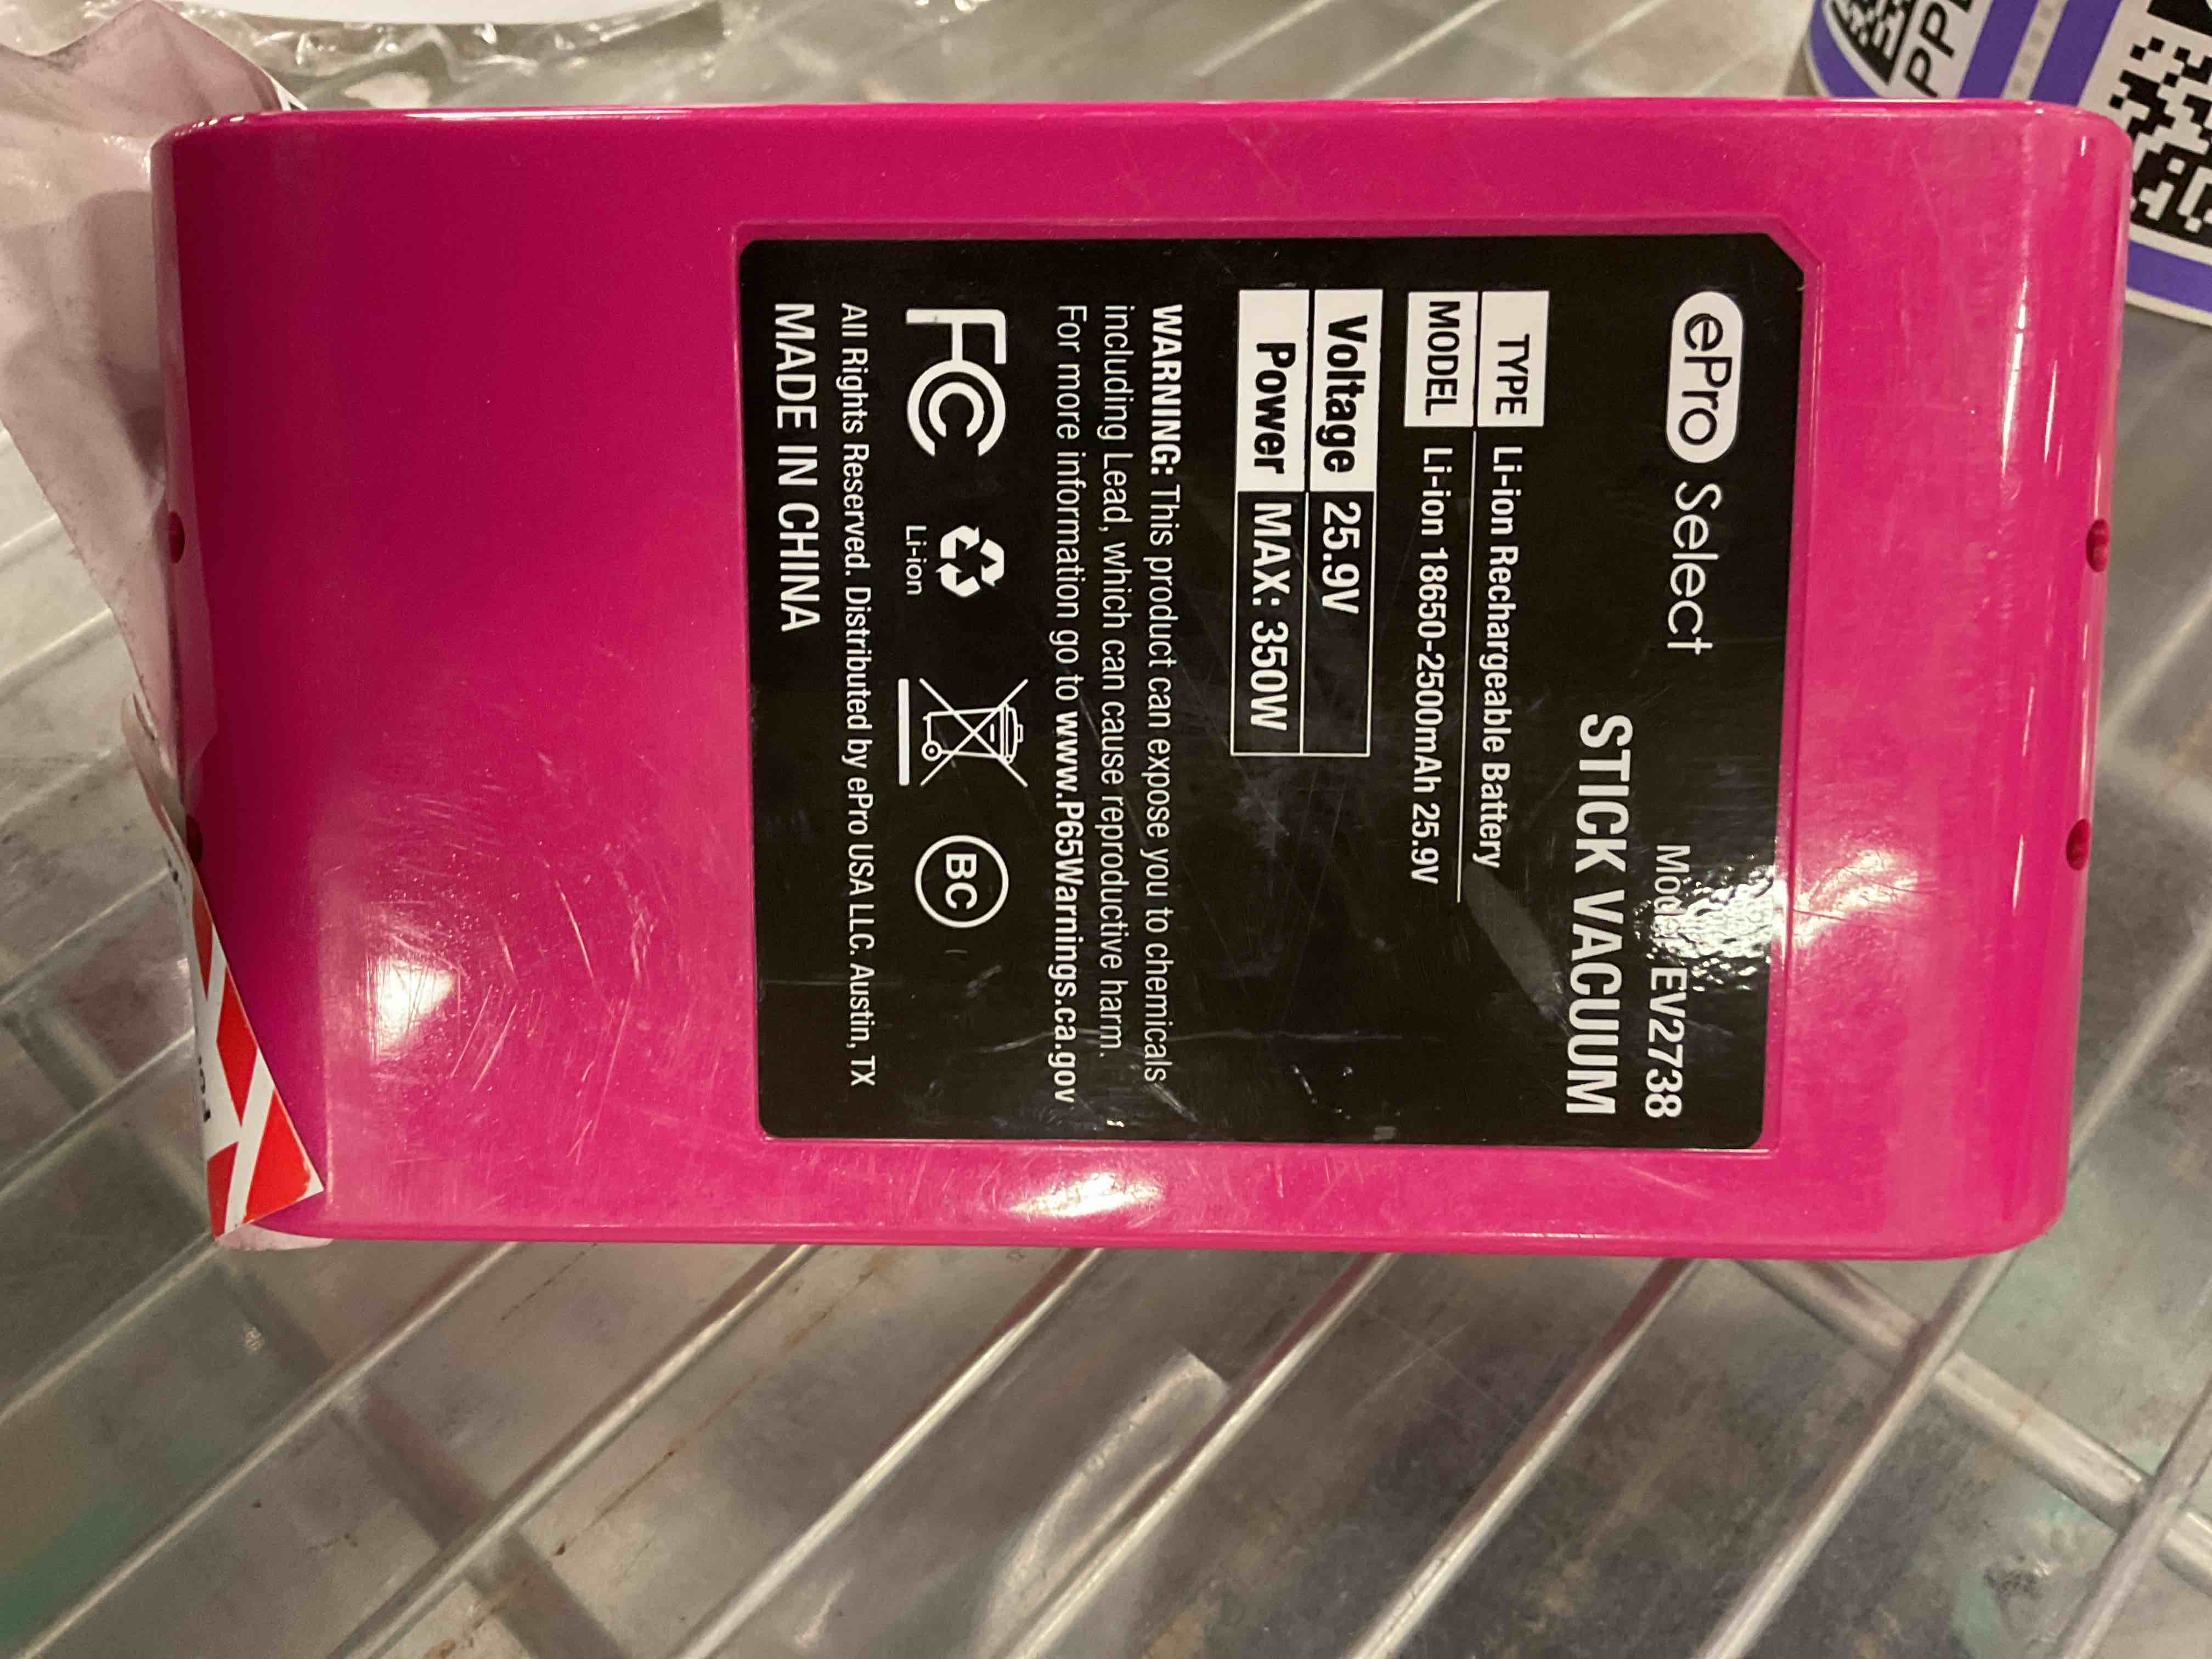 ePro Select
Model: EV2738
STICK VACUUM
TYPE Li-ion Rechargeable Battery
MODEL Li-ion 18650-2500mAh 25.9V
Voltage 25.9V
Power MAX: 350W
WARNING: This product can expose you to chemicals
including Lead, which can cause reproductive harm.
For more information go to www.P65Warnings.ca.gov
FC
Li-ion
BC
All Rights Reserved. Distributed by ePro USA LLC. Austin, TX
MADE IN CHINA